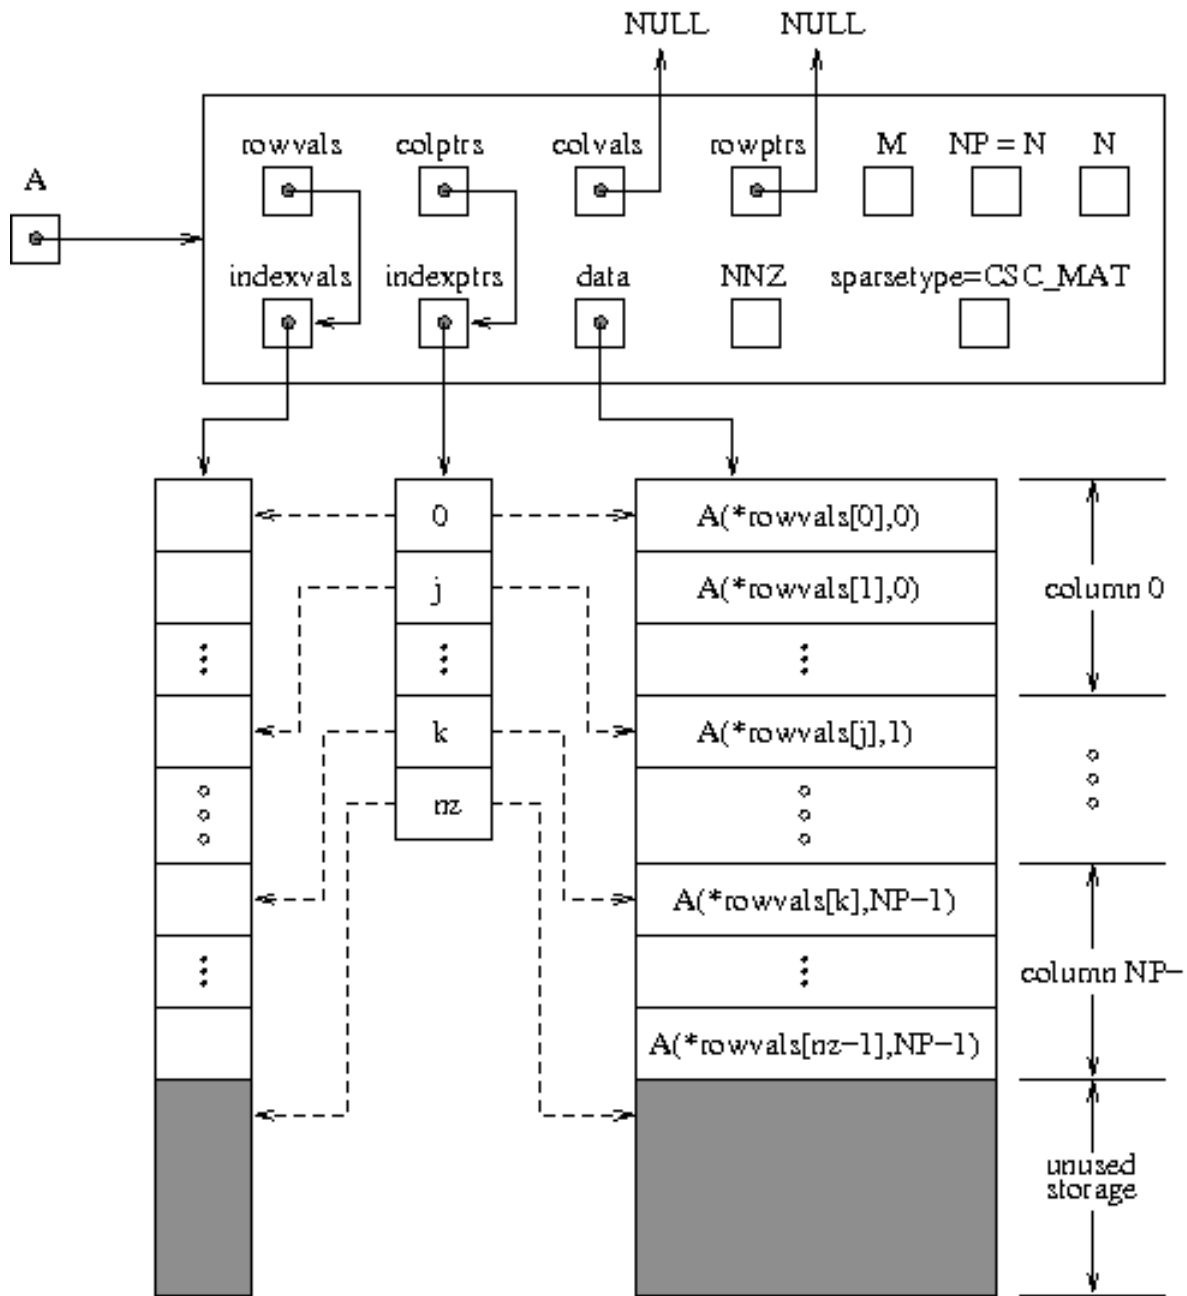 NULL NULL
rowvals colptrs colvals rowptrs M NP = N N
A
indexvals indexptrs data NNZ sparsetype=CSC_MAT
0 A(*rowvals[0],0)
j A(*rowvals[1],0) column 0
k A(*rowvals[j],1)
nz
A(*rowvals[k],NP−1)
column NP−
A(*rowvals[nz−1],NP−1)
unused
storage